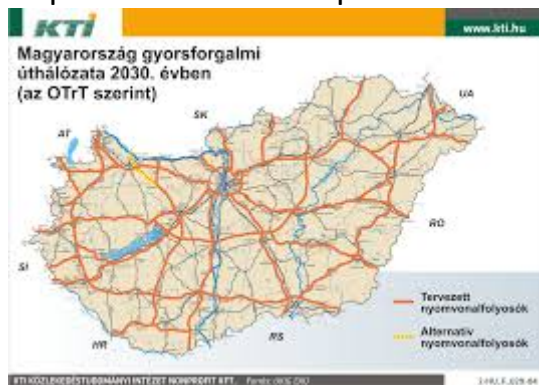 KTI
www.kti.hu
Magyarország gyorsforgalmi
úthálózata 2030. évben
(az OTrT szerint)
SK
UA
AT
RO
SI
HR
RS
Tervezett
nyomvonalfolyosók
Alternatív
nyomvonalfolyosók
KTI KÖZLEKEDÉSTUDOMÁNYI INTÉZET NONPROFIT KFT.